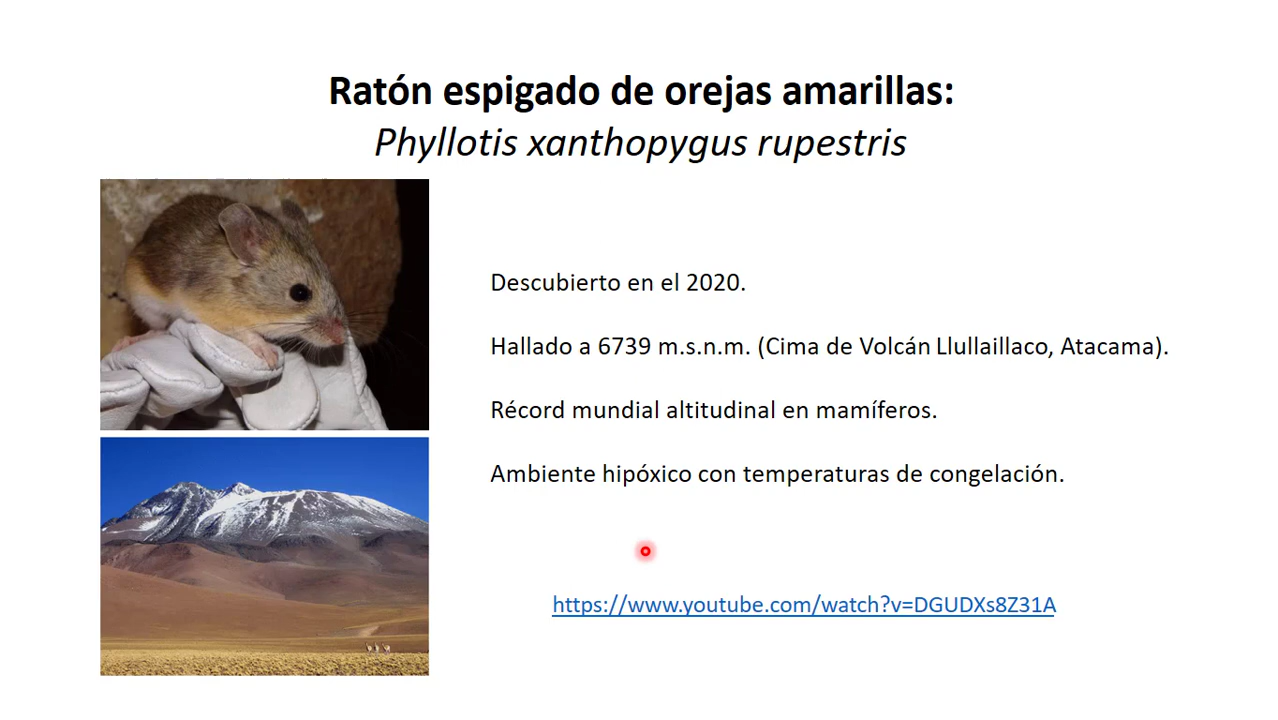 Ratón espigado de orejas amarillas:
Phyllotis xanthopygus rupestris
Descubierto en el 2020.
Hallado a 6739 m.s.n.m. (Cima de Volcán Llullaillaco, Atacama).
Récord mundial altitudinal en mamíferos.
Ambiente hipóxico con temperaturas de congelación.
https://www.youtube.com/watch?v=DGUDXs8Z31A